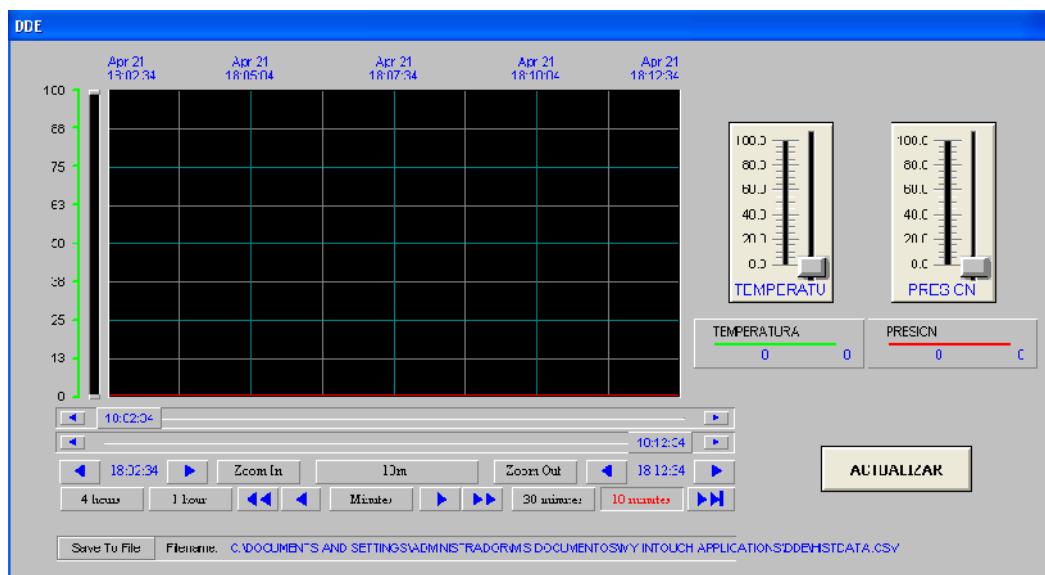 DDE
Apr 21 Apr 21 Apr 21 Apr 21 Apr 21
18:02:34 18:05:04 18:07:34 18:10:04 18:12:34
100
88
75
63
50
38
25
13
0
100.0
80.0
60.0
40.0
20.0
0.0
TEMPERATU
100.0
80.0
60.0
40.0
20.0
0.0
PRESION
TEMPERATURA
0 0
PRESION
0 0
18:02:34
18:12:34
18:02:34 Zoom In 10m Zoom Out 18:12:34
4 hours 1 hour Minutes 30 minutes 10 minutes
ACTUALIZAR
Save To File Filename: C:\DOCUMENTS AND SETTINGS\ADMINISTRADOR\MIS DOCUMENTOS\MY INTOUCH APPLICATIONS\DDE\HISTDATA.CSV